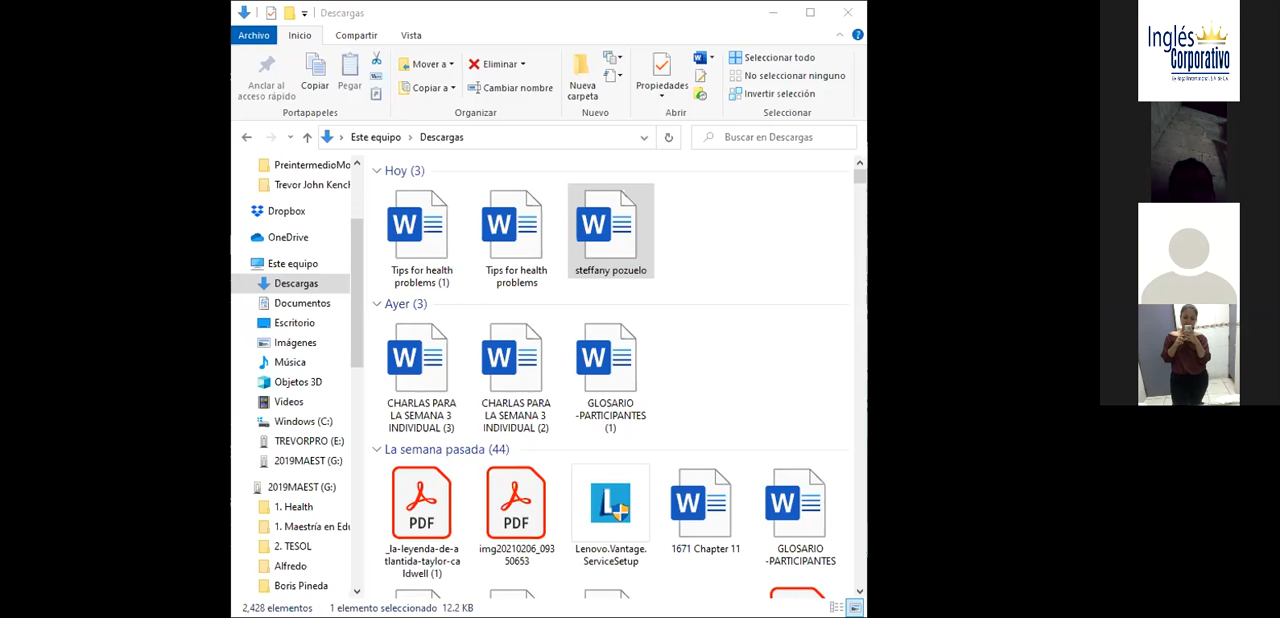 Descargas
Archivo
Inicio
Compartir
Vista
Anclar al
acceso rápido
Copiar
Pegar
Mover a
Copiar a
Eliminar
Cambiar nombre
Nueva
carpeta
Propiedades
Seleccionar todo
No seleccionar ninguno
Invertir selección
Portapapeles
Organizar
Nuevo
Abrir
Seleccionar
Este equipo
Descargas
Buscar en Descargas
PreintermedioMo
Trevor John Kenc
Dropbox
OneDrive
Este equipo
Descargas
Documentos
Escritorio
Imágenes
Música
Objetos 3D
Videos
Windows (C:)
TREVORPRO (E:)
2019MAEST (G:)
2019MAEST (G:)
1. Health
1. Maestría en Edu
2. TESOL
Alfredo
Boris Pineda
Hoy (3)
Tips for health
problems (1)
Tips for health
problems
steffany pozuelo
Ayer (3)
CHARLAS PARA
LA SEMANA 3
INDIVIDUAL (3)
CHARLAS PARA
LA SEMANA 3
INDIVIDUAL (2)
GLOSARIO
-PARTICIPANTES
(1)
La semana pasada (44)
PDF
_la-leyenda-de-a
tlantida-taylor-ca
ldwell (1)
PDF
img20210206_093
50653
Lenovo.Vantage.
ServiceSetup
1671 Chapter 11
GLOSARIO
-PARTICIPANTES
2,428 elementos
1 elemento seleccionado 12.2 KB
Inglés
Corporativo